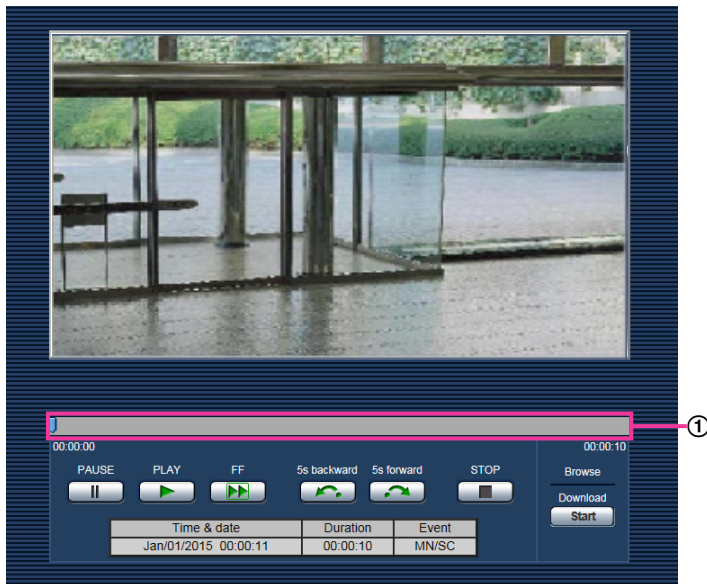 ①
00:00:00 00:00:10
PAUSE PLAY FF 5s backward 5s forward STOP Browse
Download
Start
Time & date Duration Event
Jan/01/2015 00:00:11 00:00:10 MN/SC